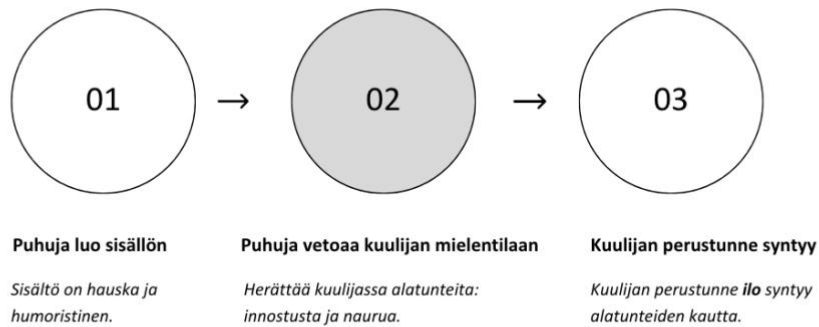 01
→
02
→
03
Puhuja luo sisällön
Sisältö on hauska ja
humoristinen.
Puhuja vetoaa kuulijan mielentilaan
Herättää kuulijassa alatunteita:
innostusta ja naurua.
Kuulijan perustunne syntyy
Kuulijan perustunne ilo syntyy
alatunteiden kautta.